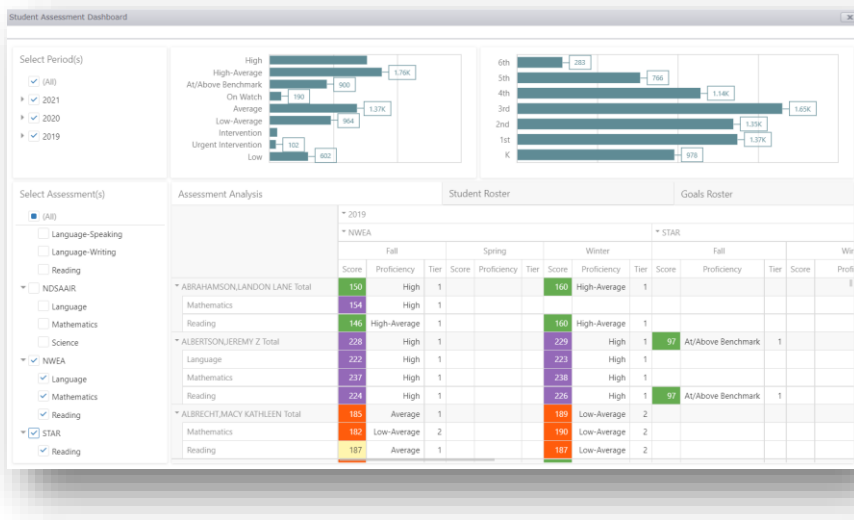 Student Assessment Dashboard
Select Period(s)
(All)
2021
2020
2019
High
High-Average
1.76K
At/Above Benchmark
900
On Watch
190
Average
1.37K
Low-Average
964
Intervention
Urgent Intervention
102
Low
602
6th
283
5th
766
4th
1.14K
3rd
1.65K
2nd
1.35K
1st
1.37K
K
978
Select Assessment(s)
(All)
Language-Speaking
Language-Writing
Reading
NDSAAIR
Language
Mathematics
Science
NWEA
Language
Mathematics
Reading
STAR
Reading
Assessment Analysis Student Roster Goals Roster
2019
NWEA STAR
Fall Spring Winter Fall
Score Proficiency Tier Score Proficiency Tier Score Proficiency Tier Score Proficiency Tier Score
ABRAHAMSON,LANDON LANE Total 150 High 1 160 High-Average 1
Mathematics 154 High 1
Reading 146 High-Average 1 160 High-Average 1
ALBERTSON,JEREMY Z Total 228 High 1 229 High 1 97 At/Above Benchmark 1
Language 222 High 1 223 High 1
Mathematics 237 High 1 238 High 1
Reading 224 High 1 226 High 1 97 At/Above Benchmark 1
ALBRECHT,MACY KATHLEEN Total 185 Average 1 189 Low-Average 2
Mathematics 182 Low-Average 2 190 Low-Average 2
Reading 187 Average 1 187 Low-Average 2